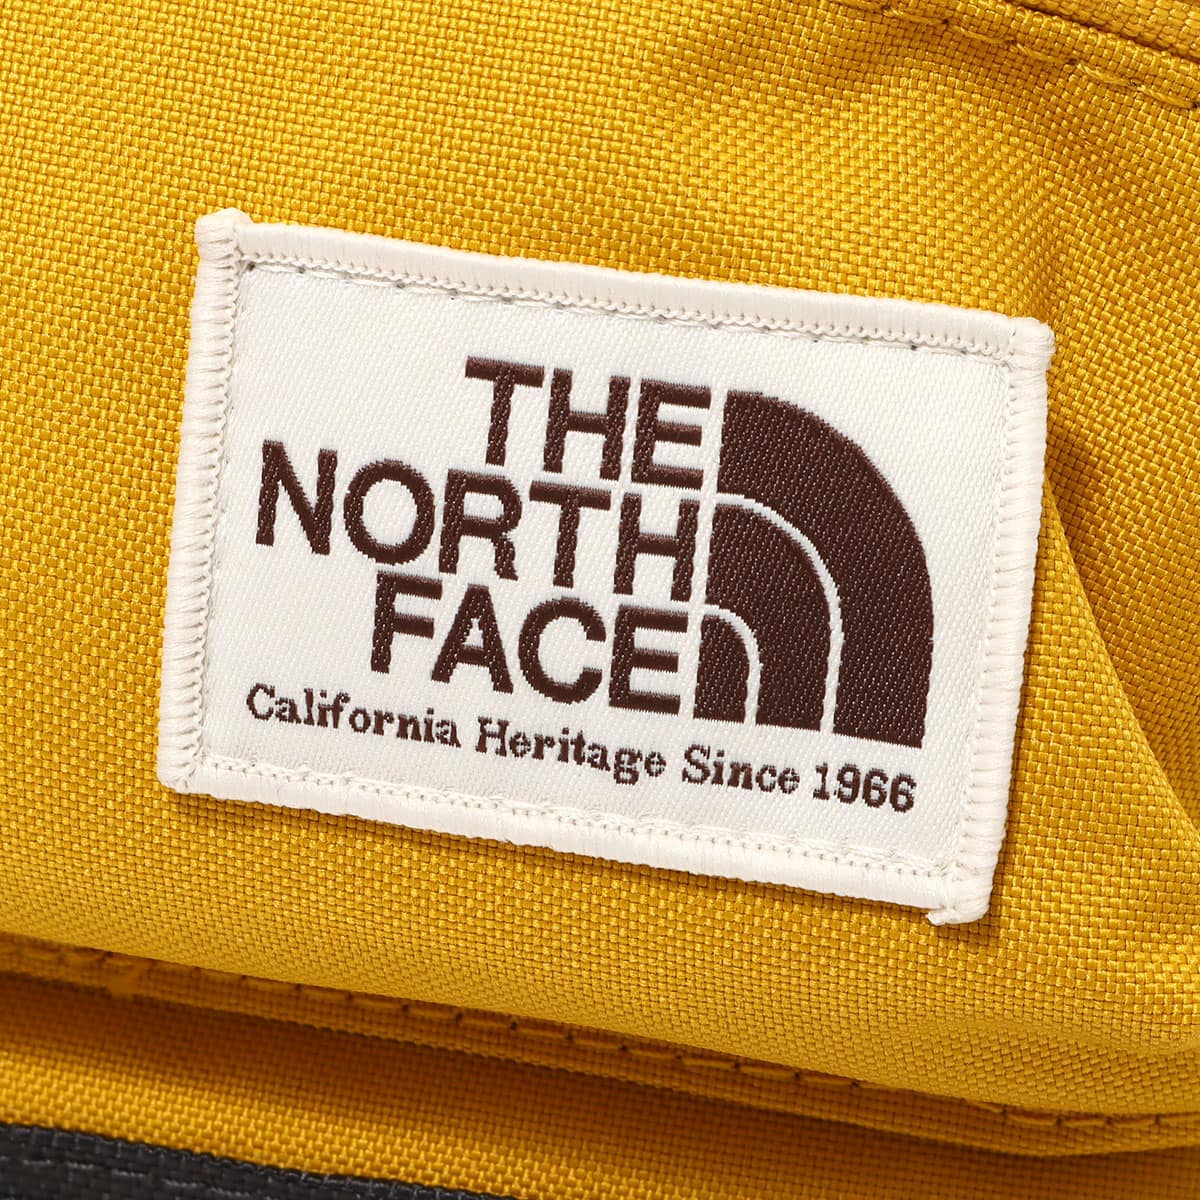 THE
NORTH
FACE
California Heritage Since 1966